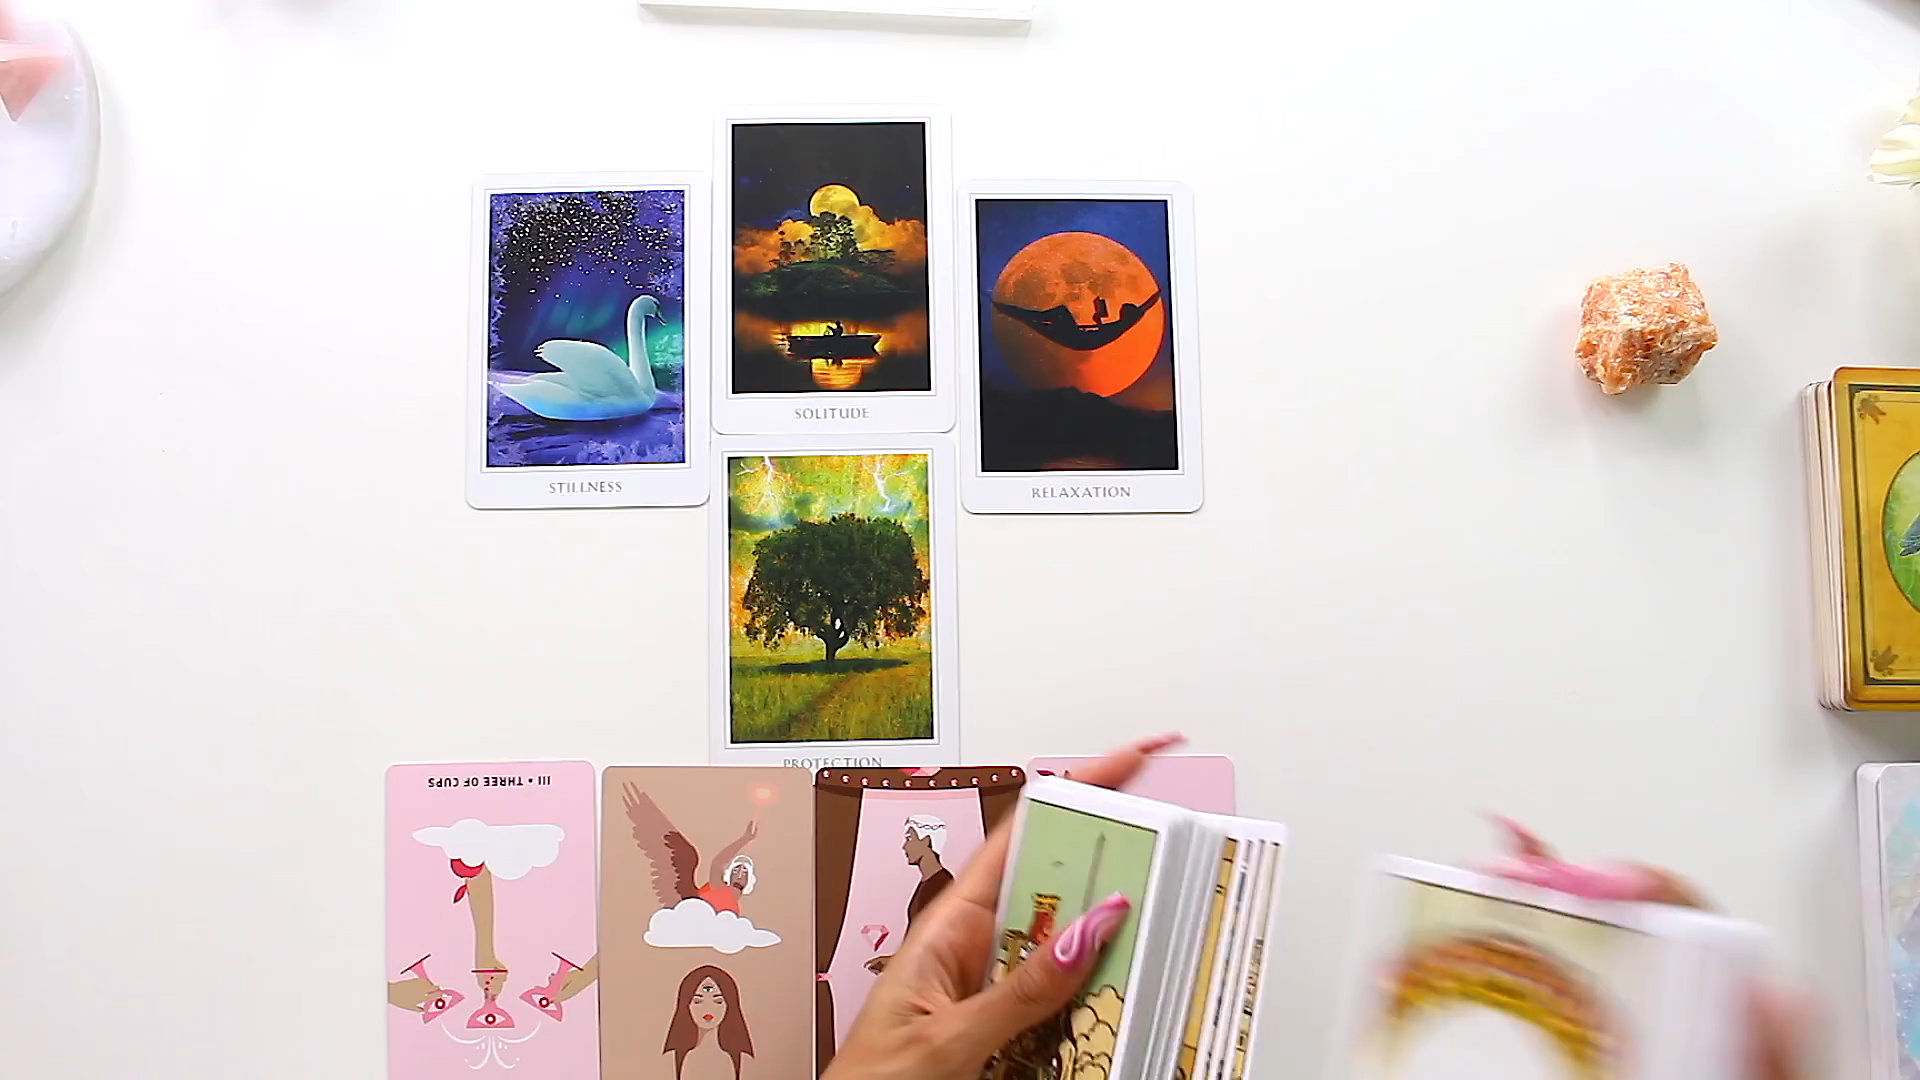 SOLITUDE
STILLNESS
RELAXATION
PROTECTION
III • THREE OF CUPS